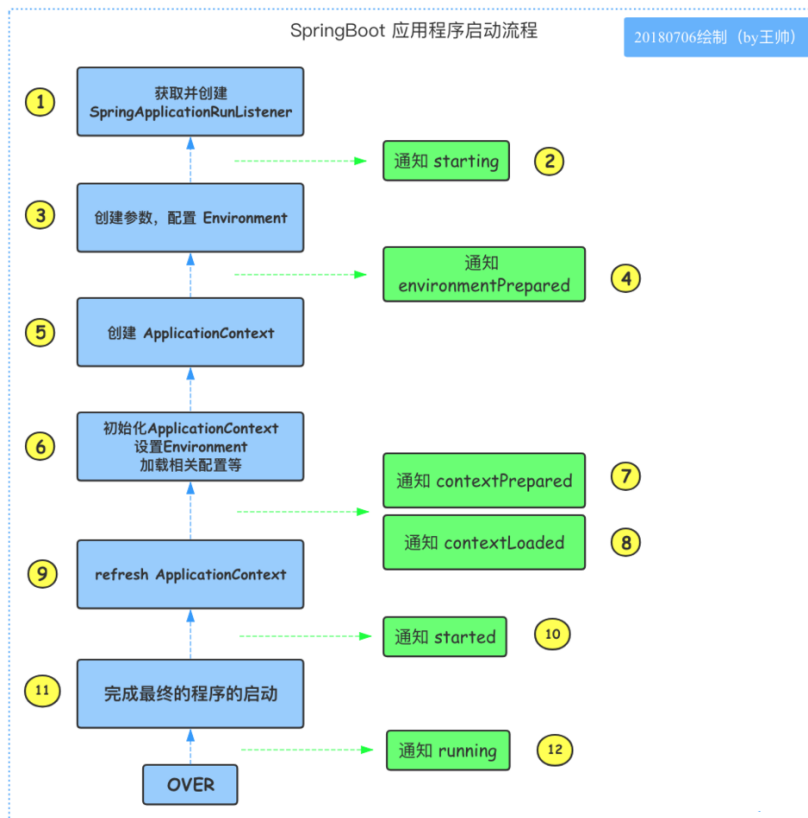 SpringBoot 应用程序启动流程
20180706绘制（by王帅）
1
获取并创建
SpringApplicationRunListener
通知 starting
2
3
创建参数，配置 Environment
通知
environmentPrepared
4
5
创建 ApplicationContext
6
初始化ApplicationContext
设置Environment
加载相关配置等
通知 contextPrepared
7
通知 contextLoaded
8
9
refresh ApplicationContext
通知 started
10
11
完成最终的程序的启动
通知 running
12
OVER